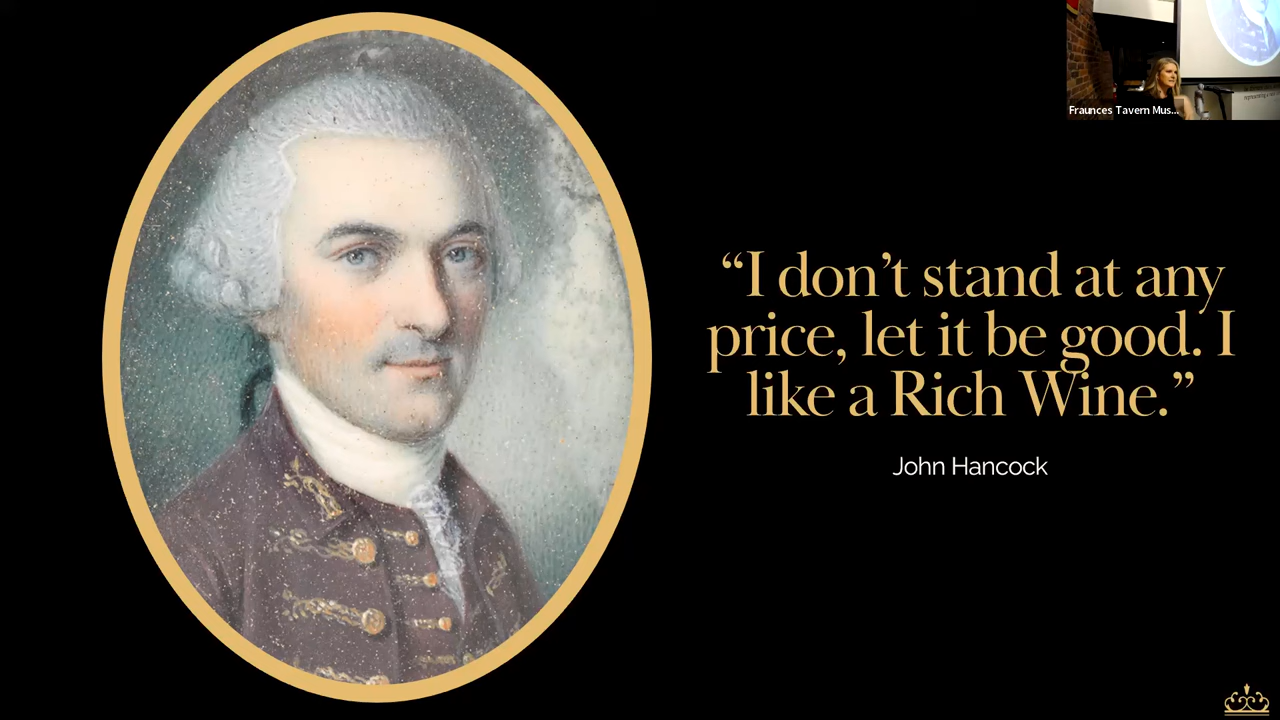 Fraunces Tavern Mus...
“I don’t stand at any
price, let it be good. I
like a Rich Wine.”
John Hancock